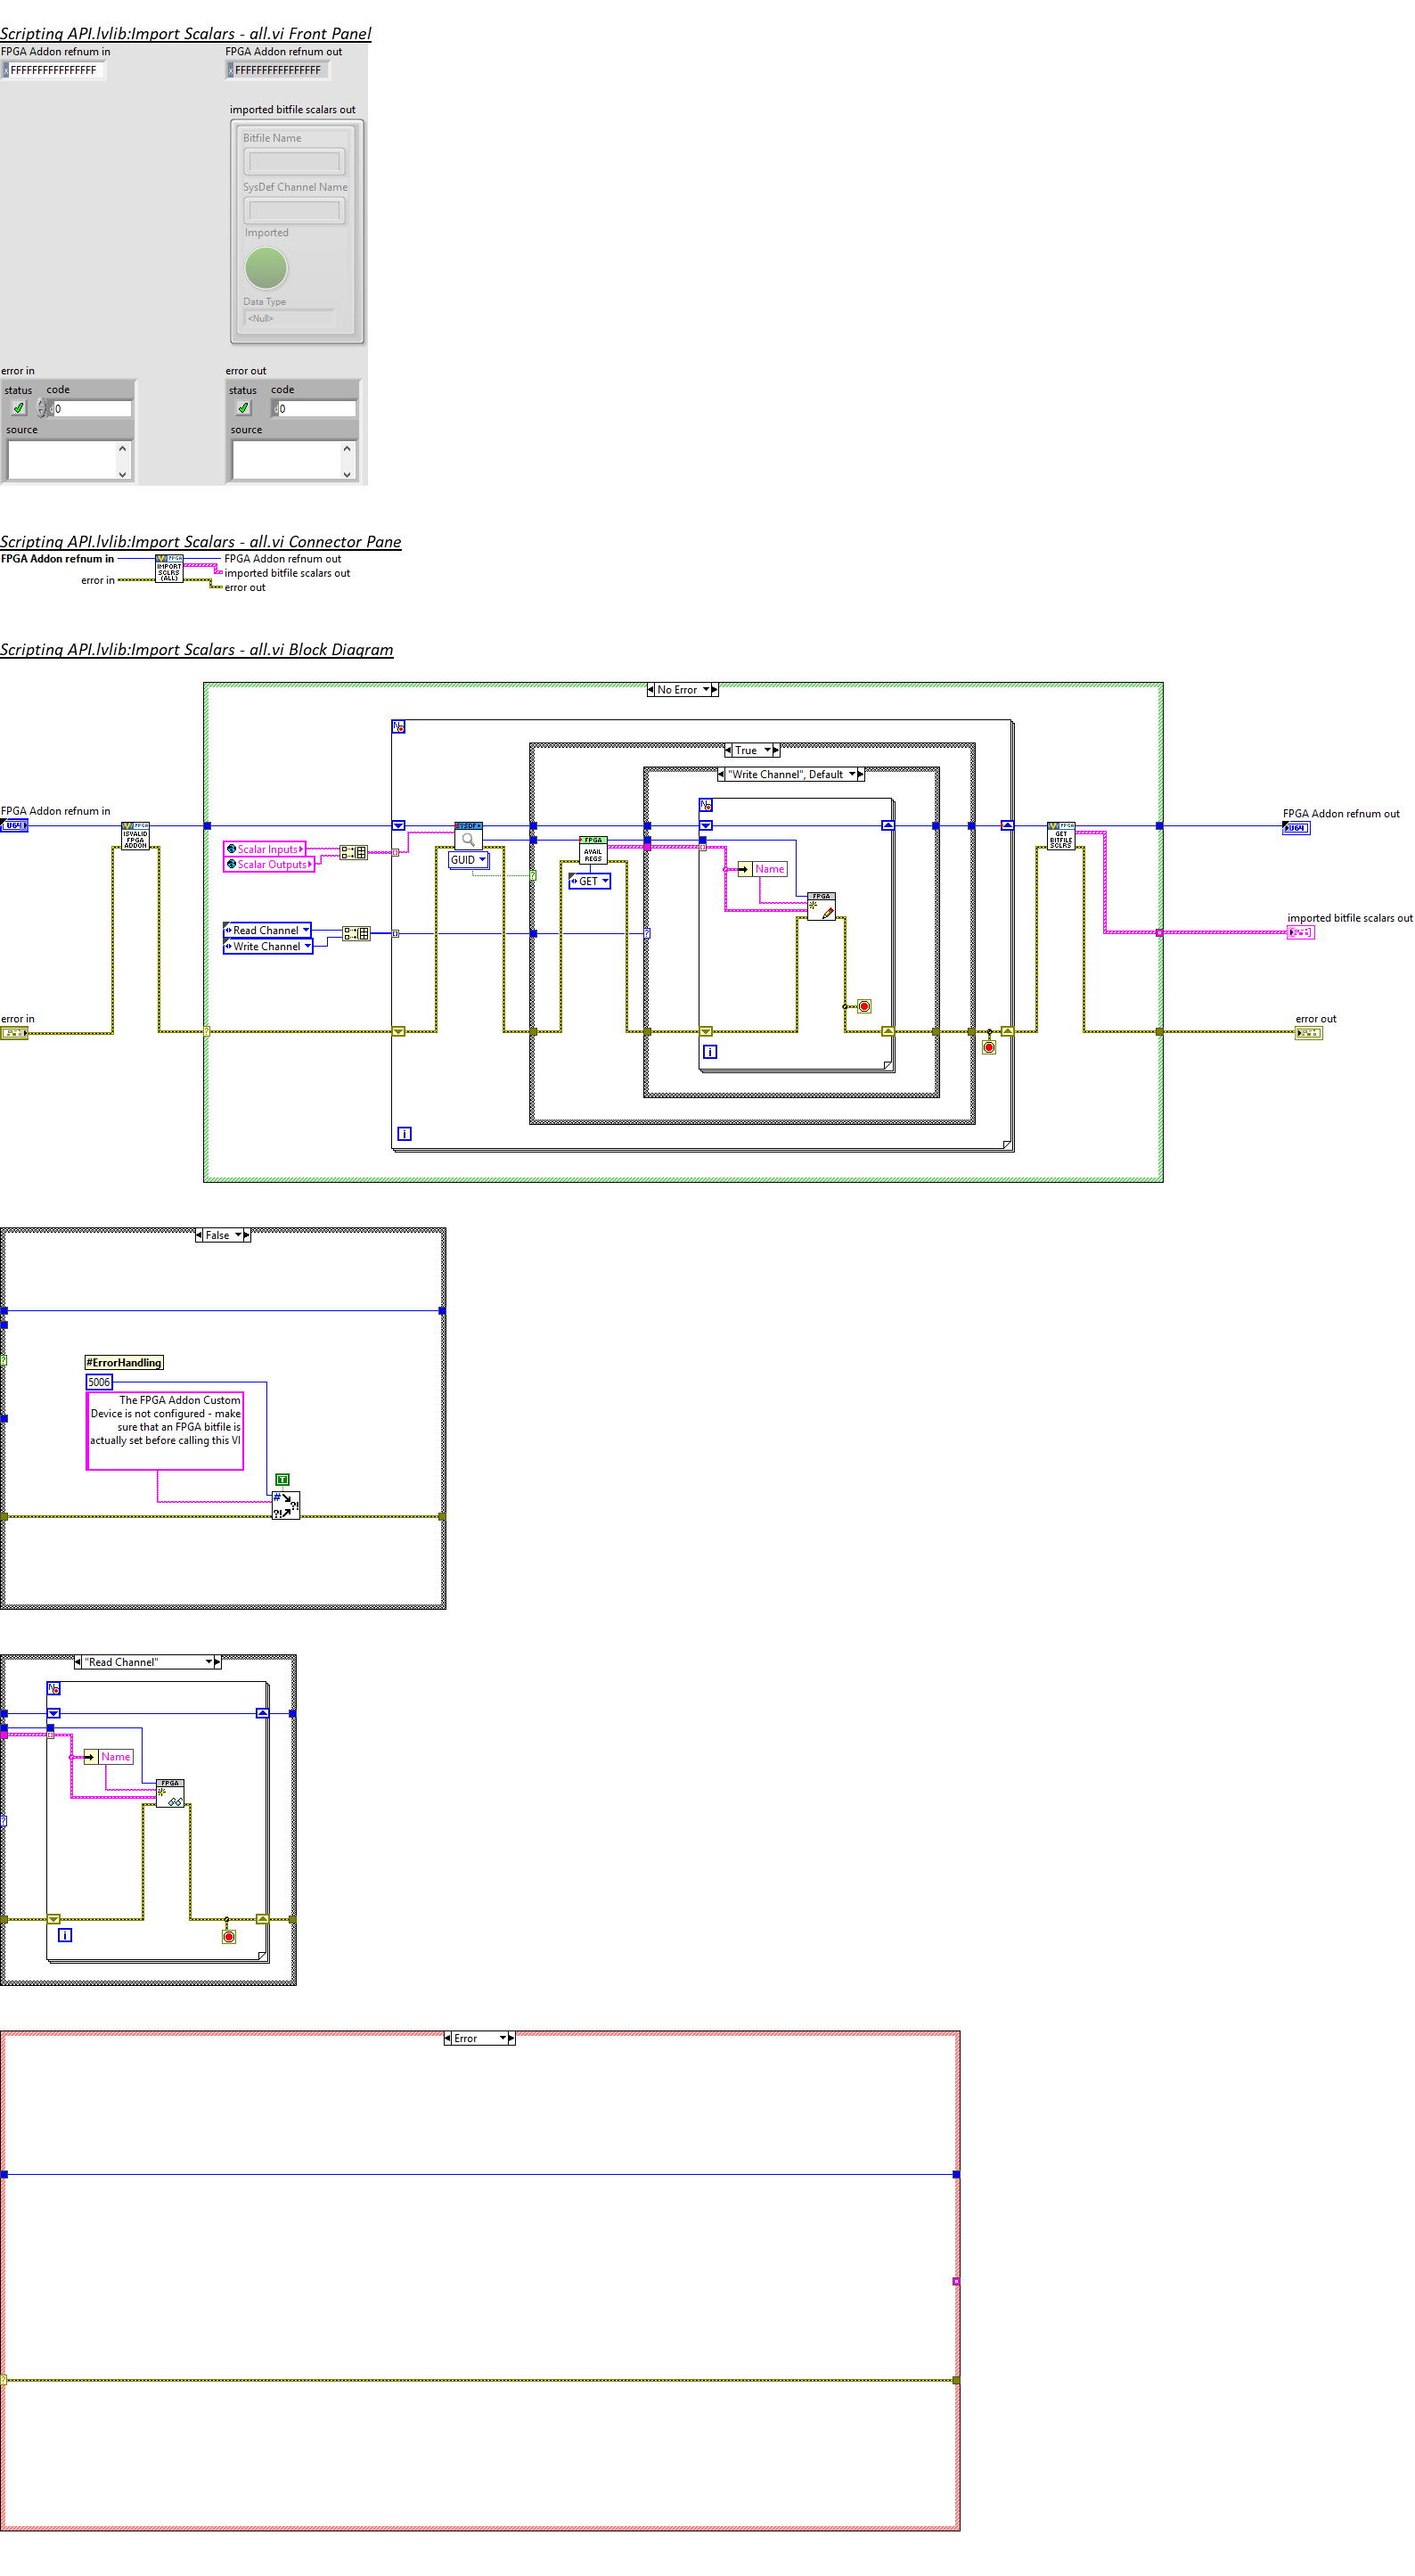 Scripting API.lvlib:Import Scalars - all.vi Front Panel
FPGA Addon refnum in
FPGA Addon refnum out
x FFFFFFFFFFFFFFFF
x FFFFFFFFFFFFFFFF
imported bitfile scalars out
Bitfile Name
SysDef Channel Name
Imported
Data Type
<Null>
error in
error out
status code
status code
d 0
d 0
source
source
Scripting API.lvlib:Import Scalars - all.vi Connector Pane
FPGA Addon refnum in
FPGA
IMPORT
SCLRS
(ALL)
FPGA Addon refnum out
imported bitfile scalars out
error in
error out
Scripting API.lvlib:Import Scalars - all.vi Block Diagram
No Error
N
True
"Write Channel", Default
N
FPGA Addon refnum in
U64
FPGA
ISVALID
FPGA
ADDON
Scalar Inputs
Scalar Outputs
SYSDF
GUID
FPGA
AVAIL
REGS
GET
Name
FPGA
FPGA
GET
BITFILE
SCLRS
FPGA Addon refnum out
U64
Read Channel
Write Channel
imported bitfile scalars out
error in
error out
i
i
False
#ErrorHandling
5006
The FPGA Addon Custom
Device is not configured - make
sure that an FPGA bitfile is
actually set before calling this VI
T
#
?!
?!
"Read Channel"
N
Name
FPGA
i
Error